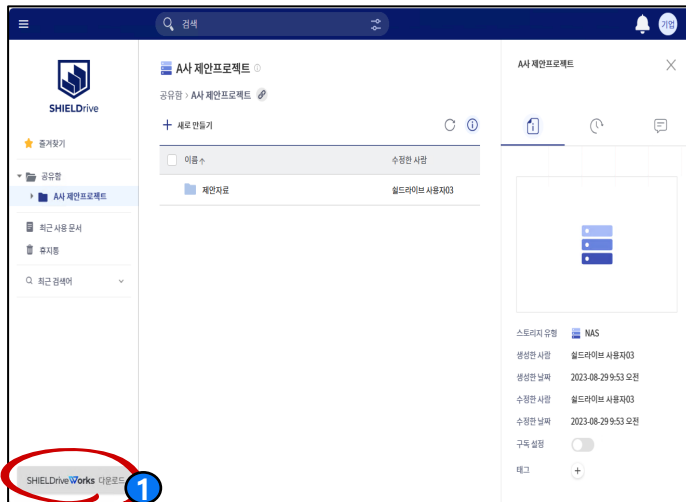 검색
기업
SHIELDrive
즐겨찾기
공유함
A사 제안프로젝트
최근 사용 문서
휴지통
최근 검색어
SHIELDriveWorks 다운로드
1
A사 제안프로젝트
공유함 > A사 제안프로젝트
+ 새로 만들기
이름↑ 수정한 사람
제안자료 쉴드라이브 사용자03
A사 제안프로젝트
스토리지 유형 NAS
생성한 사람 쉴드라이브 사용자03
생성한 날짜 2023-08-29 9:53 오전
수정한 사람 쉴드라이브 사용자03
수정한 날짜 2023-08-29 9:53 오전
구독 설정
태그 +